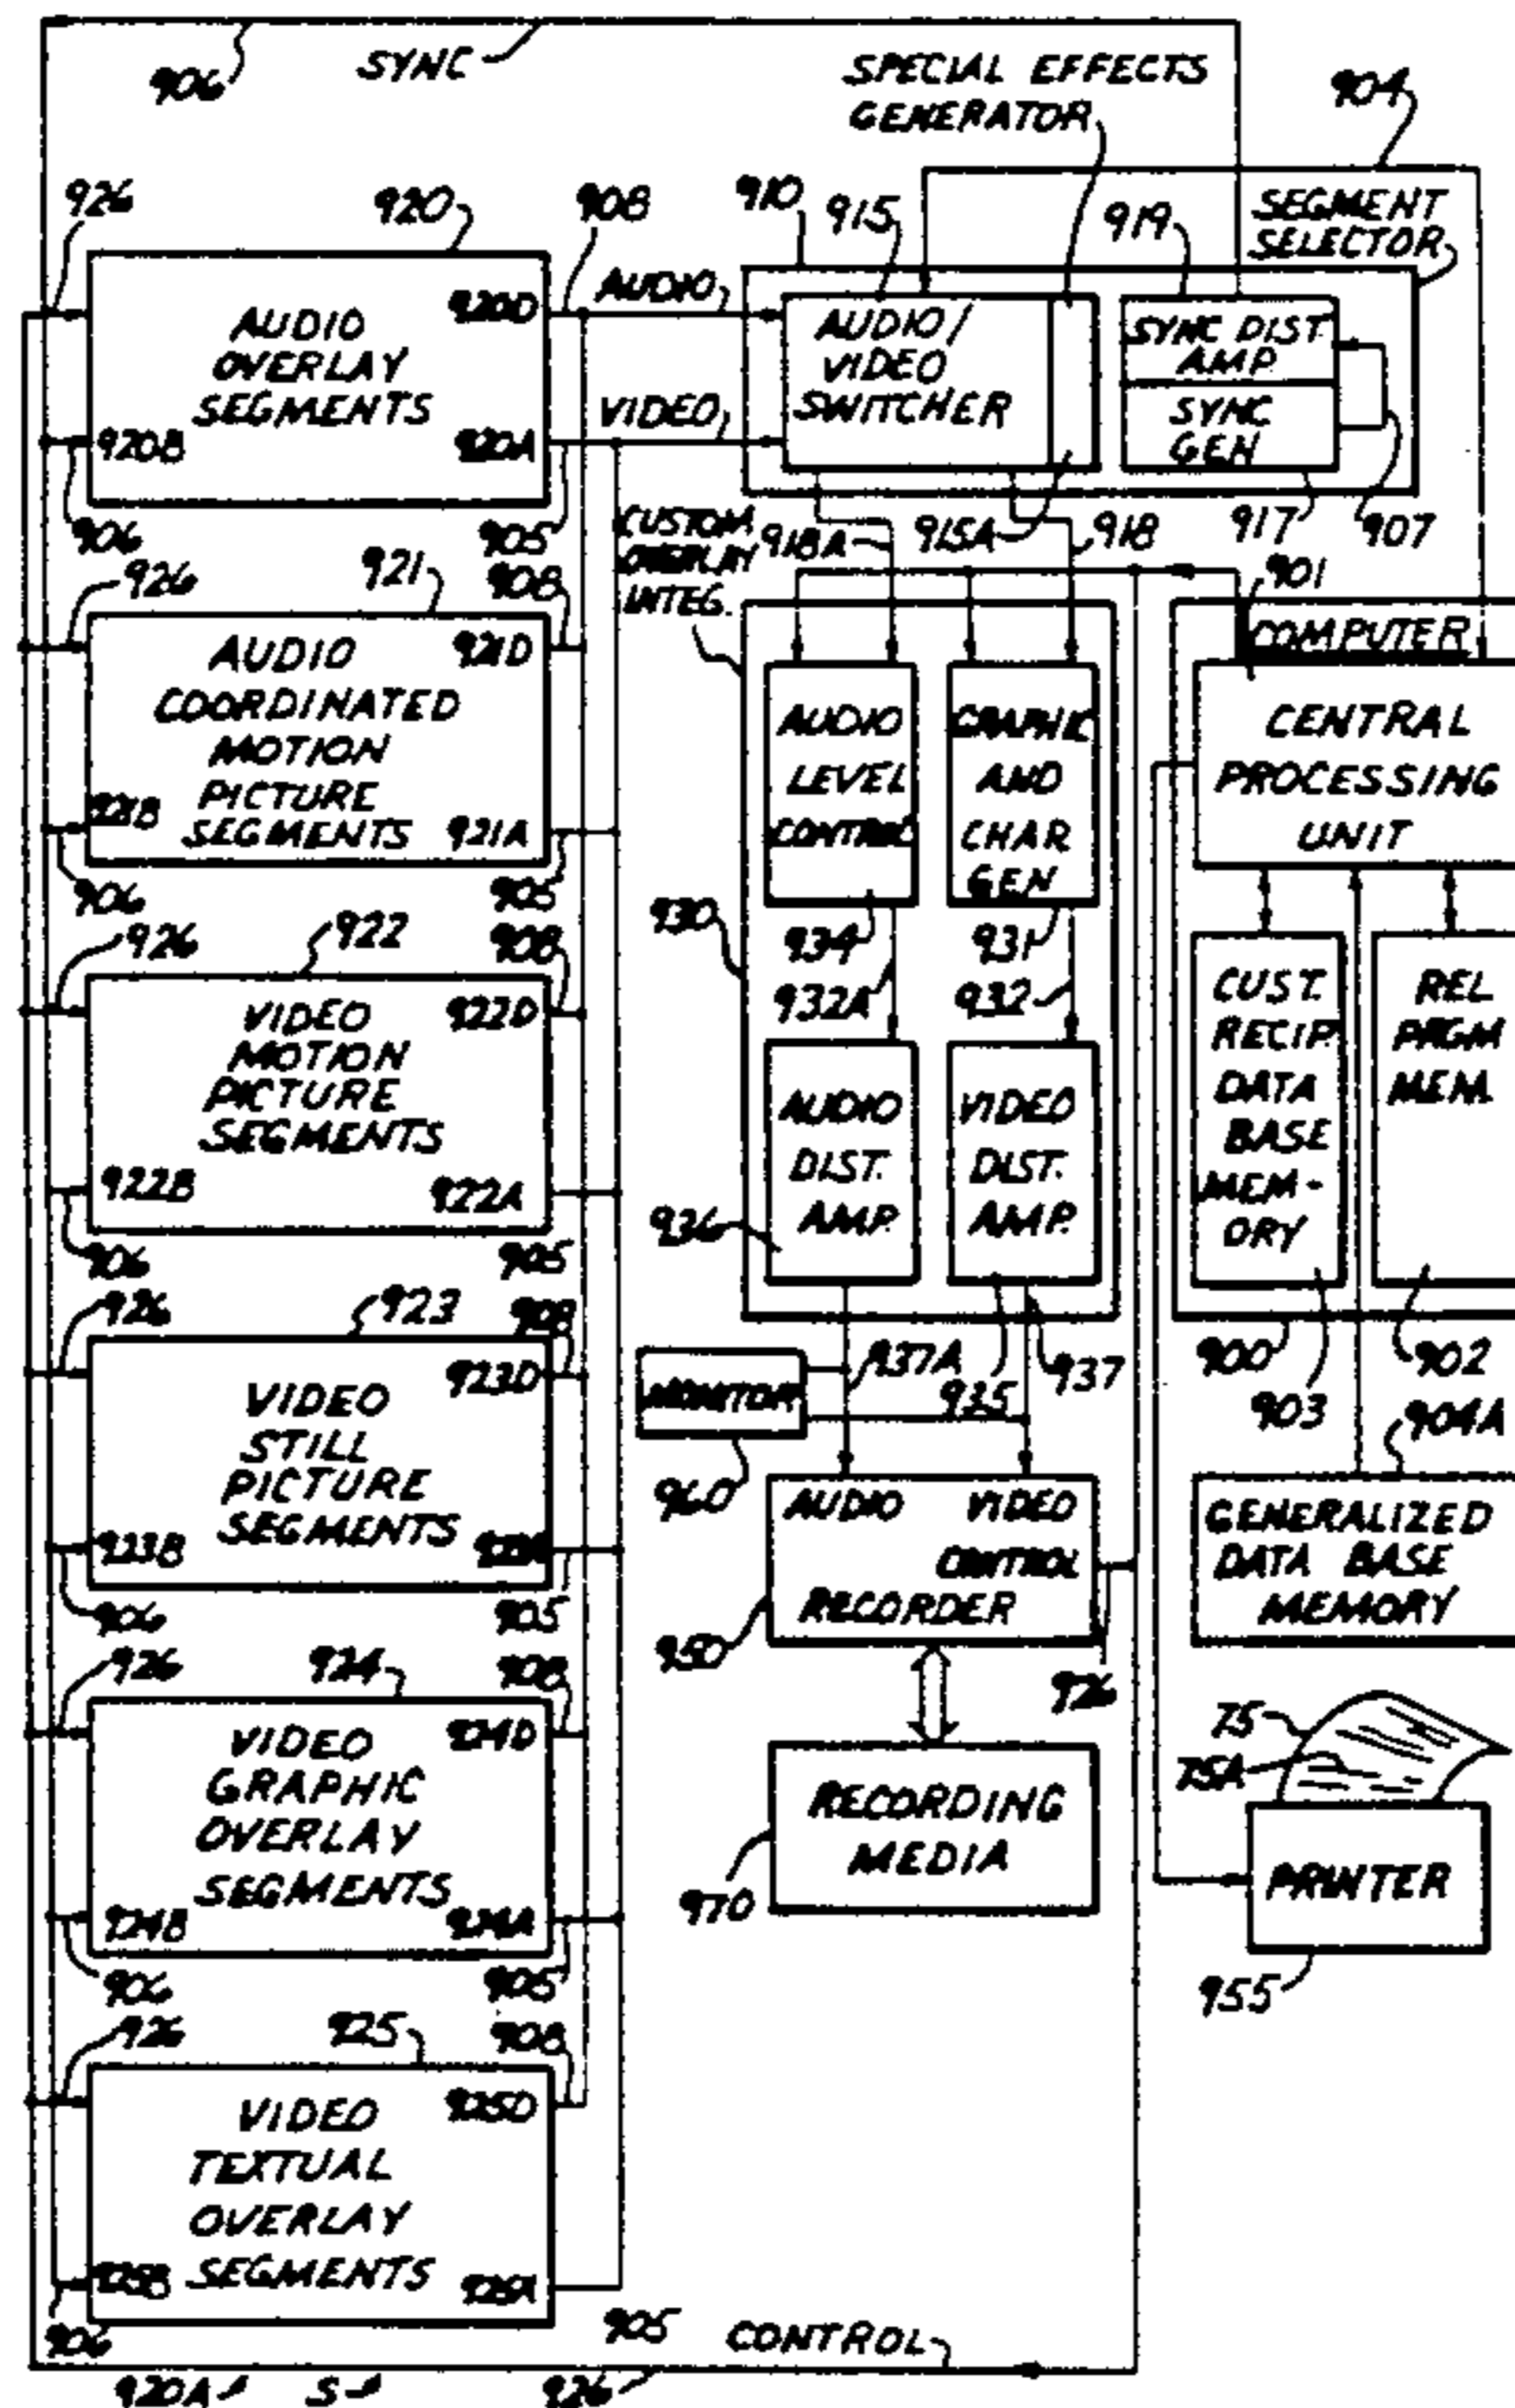 906
SYNC
SPECIAL EFFECTS
GENERATOR
904
926
920
908
910
915
919
SEGMENT
SELECTOR
AUDIO
OVERLAY
SEGMENTS
920D
920B
920A
AUDIO
VIDEO
AUDIO/
VIDEO
SWITCHER
SYNC DIST.
AMP
SYNC
GEN
906
905
CUSTOM
OVERLAY
INTEG.
918A
915A
918
917
907
926
921
908
901
AUDIO
COORDINATED
MOTION
PICTURE
SEGMENTS
921D
921B
921A
COMPUTER
CENTRAL
PROCESSING
UNIT
AUDIO
LEVEL
CONTROL
GRAPHIC
AND
CHAR
GEN
906
905
926
922
908
930
934
931
932A
932
VIDEO
MOTION
PICTURE
SEGMENTS
922D
922B
922A
AUDIO
DIST.
AMP.
VIDEO
DIST.
AMP.
936
CUST.
RECIP.
DATA
BASE
MEM-
ORY
REL
PRGM
MEM.
906
905
926
923
908
937A
935
937
900
903
902
904A
VIDEO
STILL
PICTURE
SEGMENTS
923D
923B
MONITOR
960
AUDIO VIDEO
CONTROL
RECORDER
GENERALIZED
DATA BASE
MEMORY
906
905
950
926
926
924
908
VIDEO
GRAPHIC
OVERLAY
SEGMENTS
924D
924B
924A
RECORDING
MEDIA
970
75
75A
PRINTER
955
906
905
926
925
908
VIDEO
TEXTUAL
OVERLAY
SEGMENTS
925D
925B
925A
906
905
CONTROL
920A
S
926